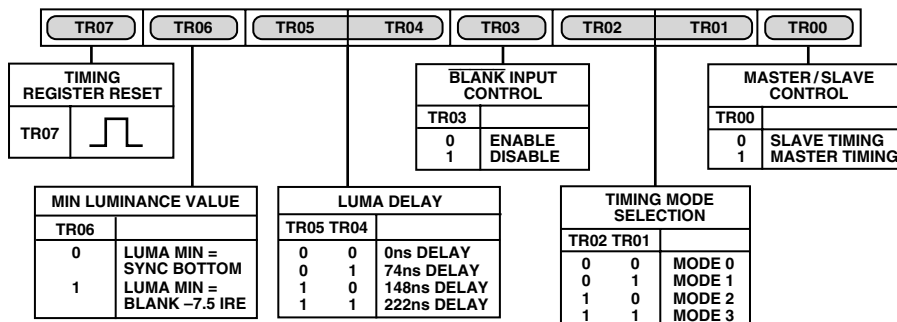 TR07 TR06 TR05 TR04 TR03 TR02 TR01 TR00
TIMING
REGISTER RESET
TR07
BLANK INPUT
CONTROL
TR03
0 ENABLE
1 DISABLE
MASTER/SLAVE
CONTROL
TR00
0 SLAVE TIMING
1 MASTER TIMING
MIN LUMINANCE VALUE
TR06
0 LUMA MIN =
SYNC BOTTOM
1 LUMA MIN =
BLANK –7.5 IRE
LUMA DELAY
TR05 TR04
0 0 0ns DELAY
0 1 74ns DELAY
1 0 148ns DELAY
1 1 222ns DELAY
TIMING MODE
SELECTION
TR02 TR01
0 0 MODE 0
0 1 MODE 1
1 0 MODE 2
1 1 MODE 3